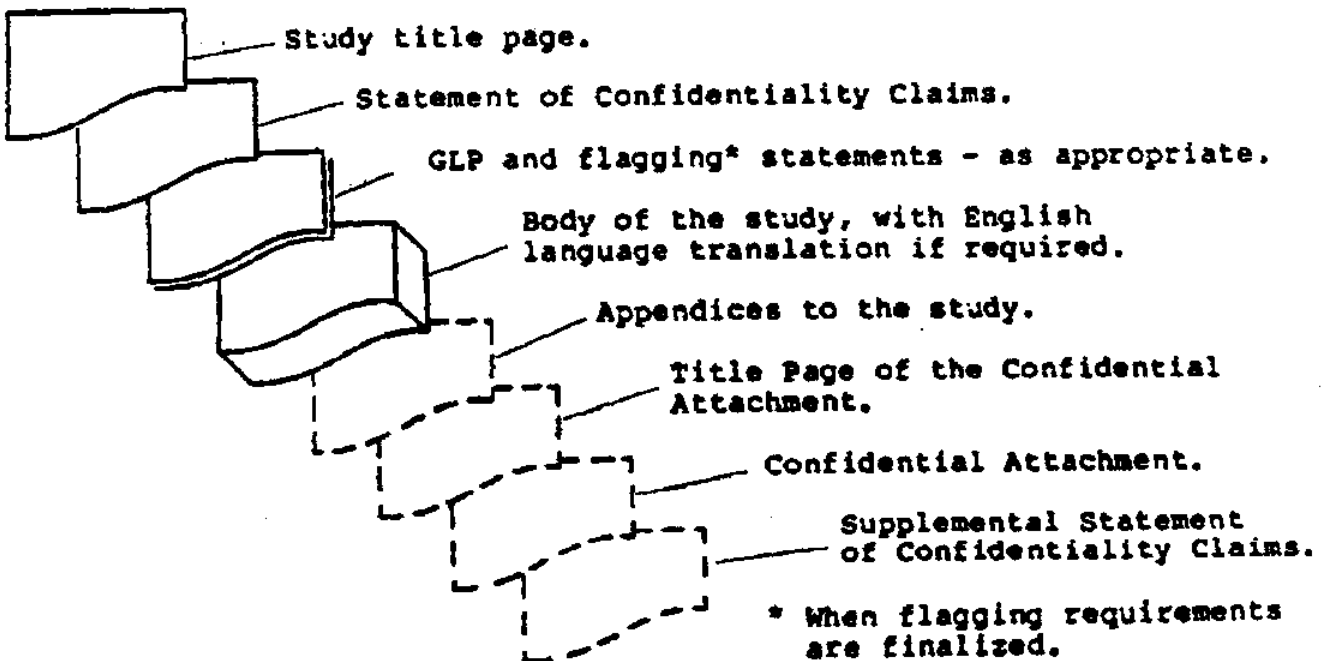 Study title page.
Statement of Confidentiality Claims.
GLP and flagging* statements - as appropriate.
Body of the study, with English
language translation if required.
Appendices to the study.
Title Page of the Confidential
Attachment.
Confidential Attachment.
Supplemental Statement
of Confidentiality Claims.
* When flagging requirements
are finalized.